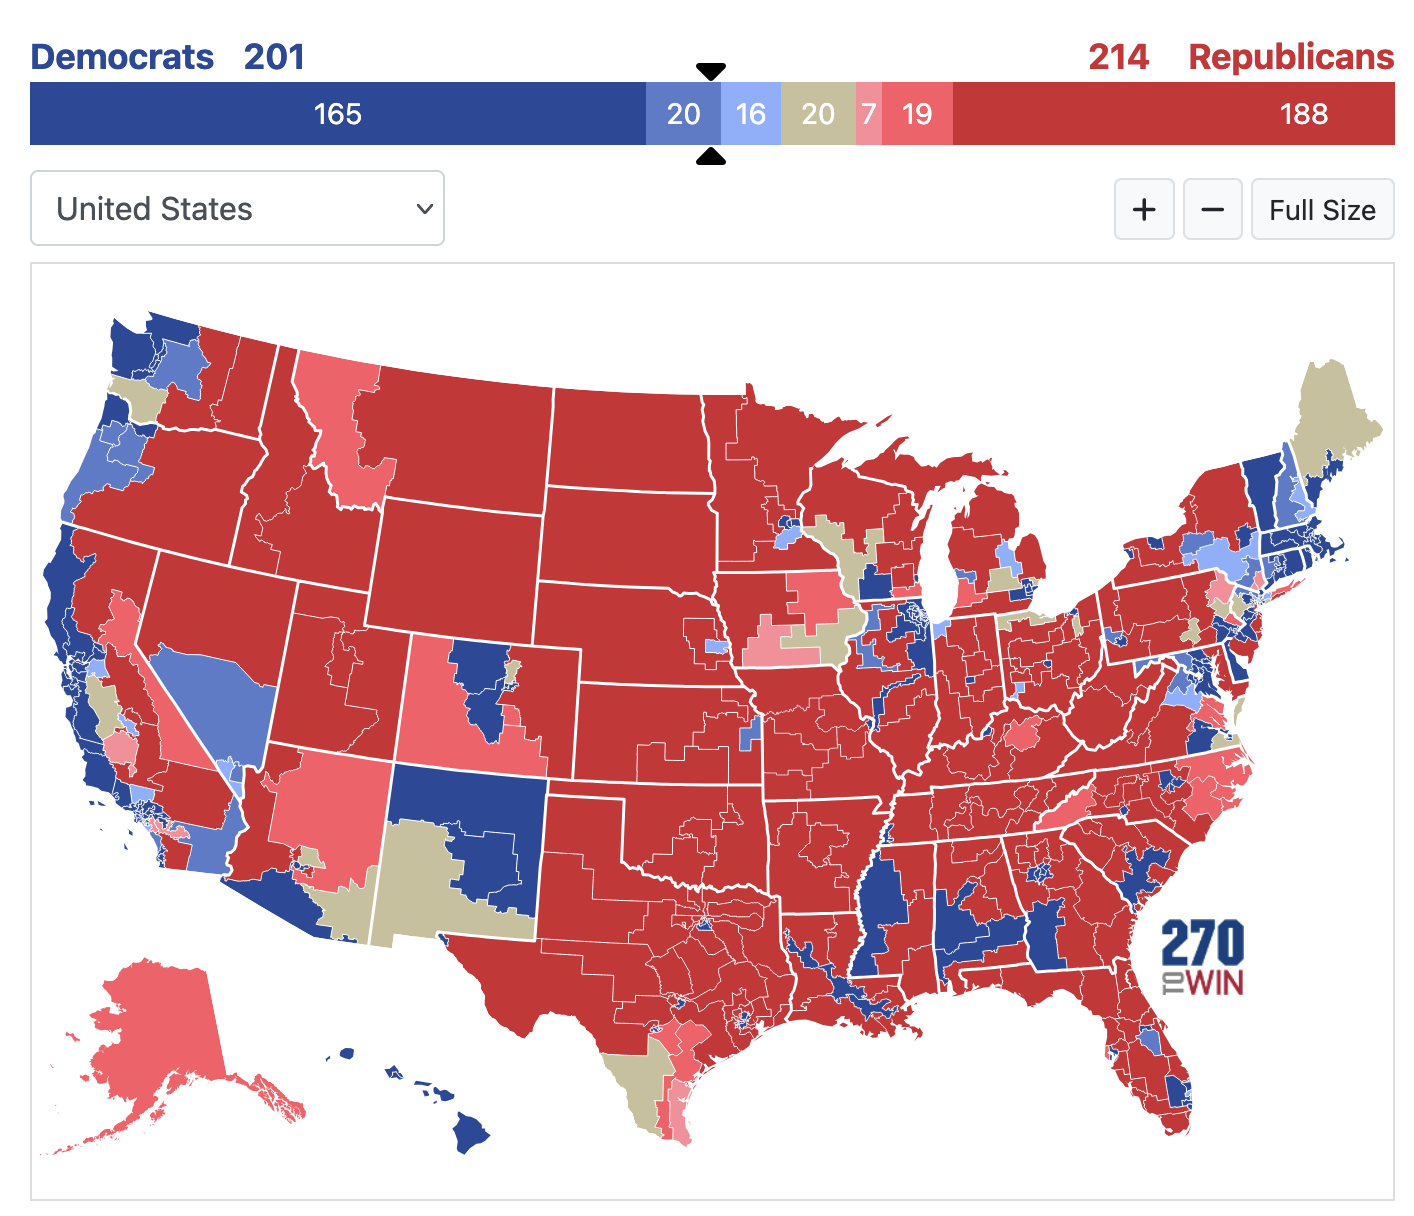 Democrats 201
214 Republicans
165 20 16 20 7 19 188
United States
+ − Full Size
270
TO WIN